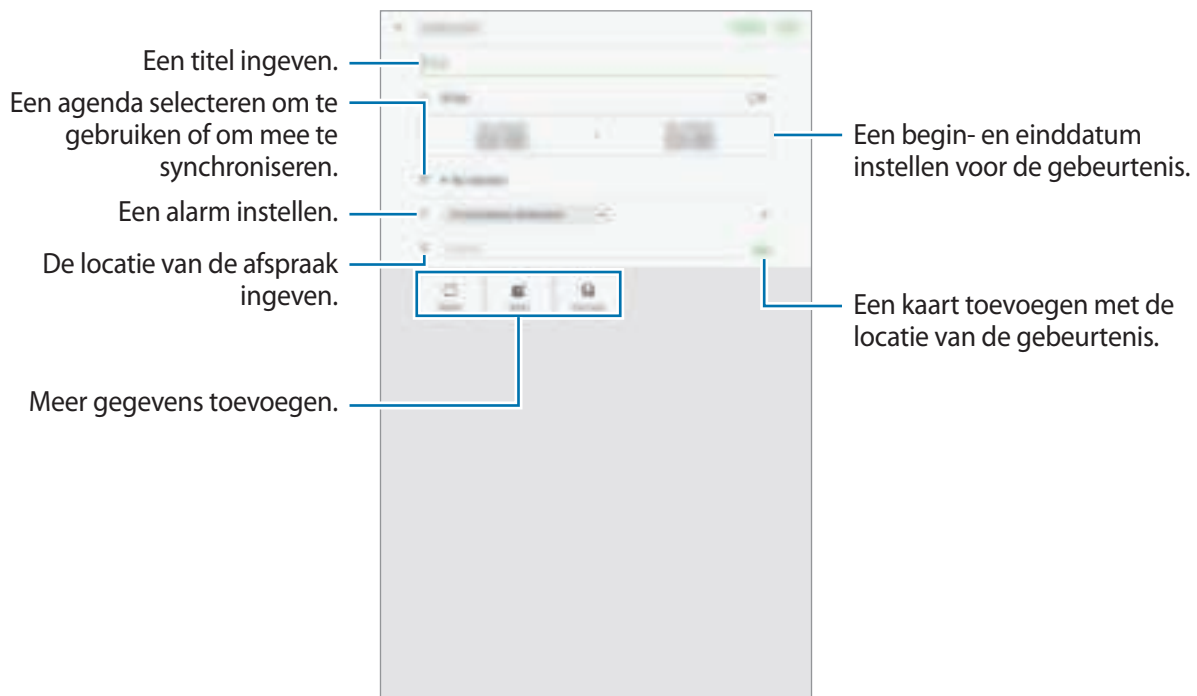 Een titel ingeven.
Een agenda selecteren om te
gebruiken of om mee te
synchroniseren.
Een alarm instellen.
De locatie van de afspraak
ingeven.
Meer gegevens toevoegen.
Een begin- en einddatum
instellen voor de gebeurtenis.
Een kaart toevoegen met de
locatie van de gebeurtenis.